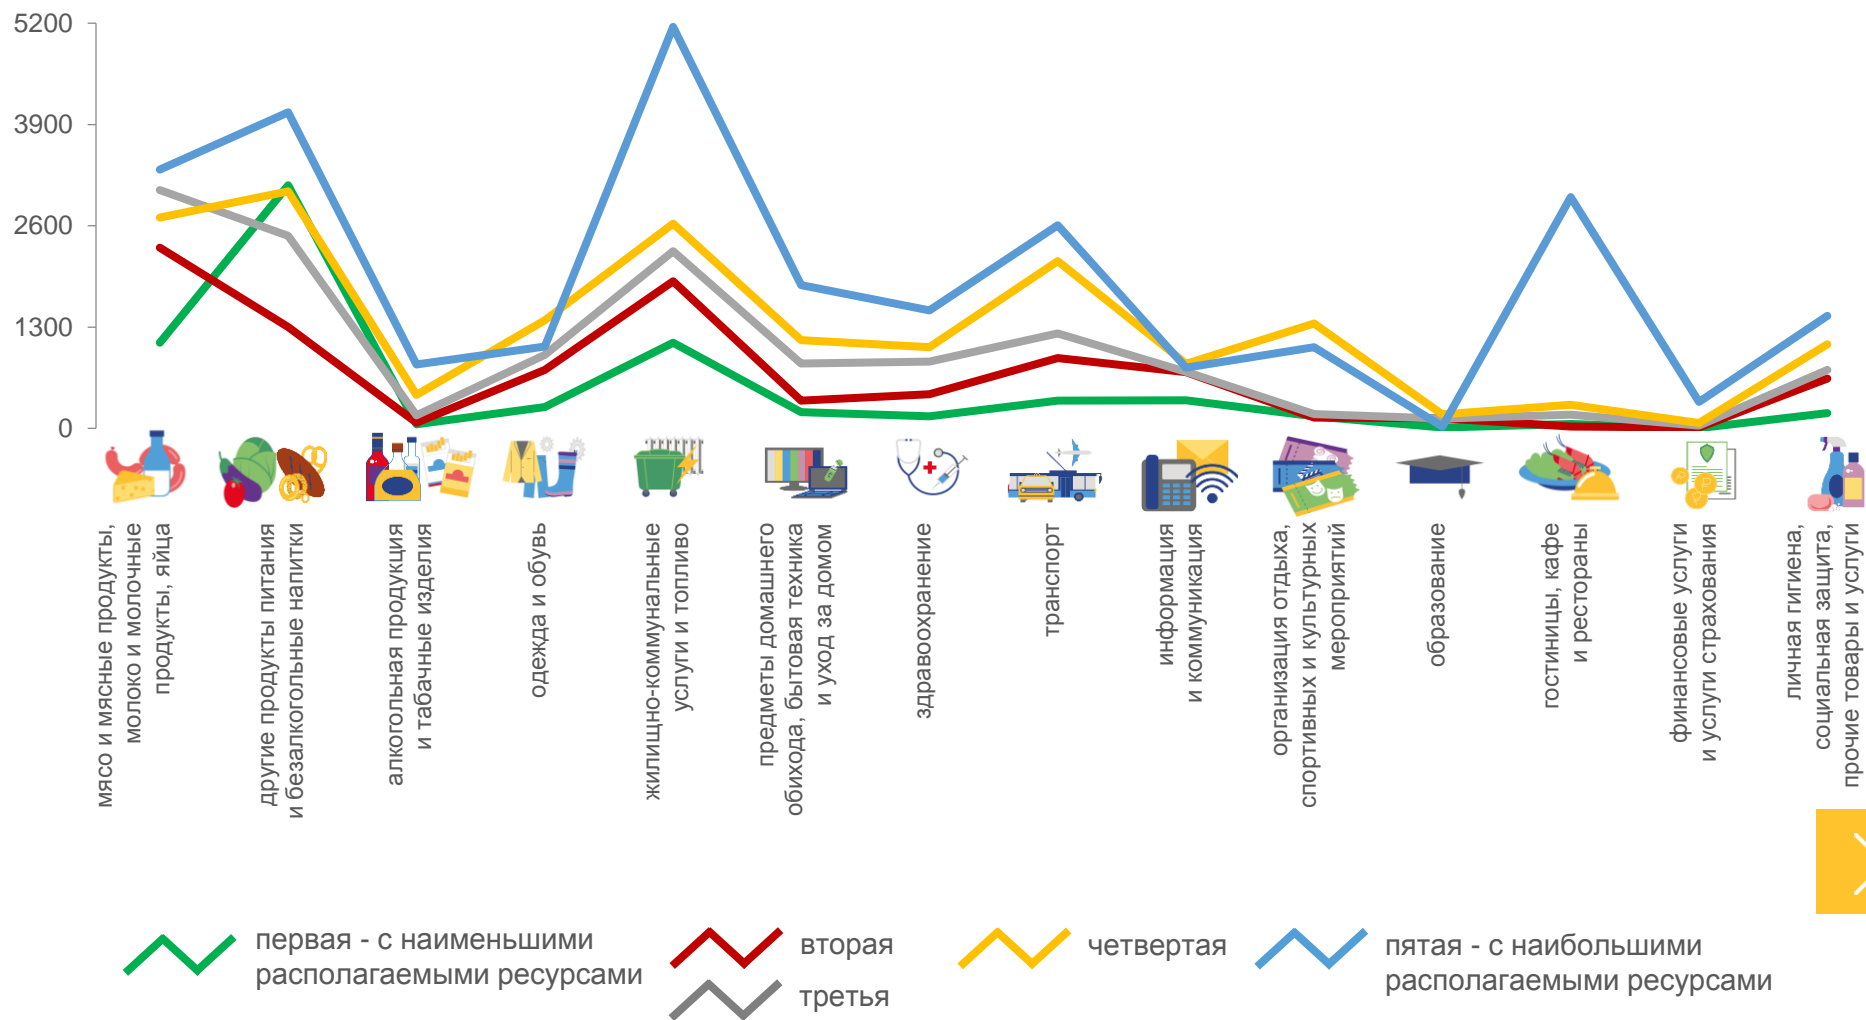 5200
3900
2600
1300
0
мясо и мясные продукты,
молоко и молочные
продукты, яйца
другие продукты питания
и безалкогольные напитки
алкогольная продукция
и табачные изделия
одежда и обувь
жилищно-коммунальные
услуги и топливо
предметы домашнего
обихода, бытовая техника
и уход за домом
здравоохранение
транспорт
информация
и коммуникация
организация отдыха,
спортивных и культурных
мероприятий
образование
гостиницы, кафе
и рестораны
финансовые услуги
и услуги страхования
личная гигиена,
социальная защита,
прочие товары и услуги
первая - с наименьшими
располагаемыми ресурсами
вторая
третья
четвертая
пятая - с наибольшими
располагаемыми ресурсами